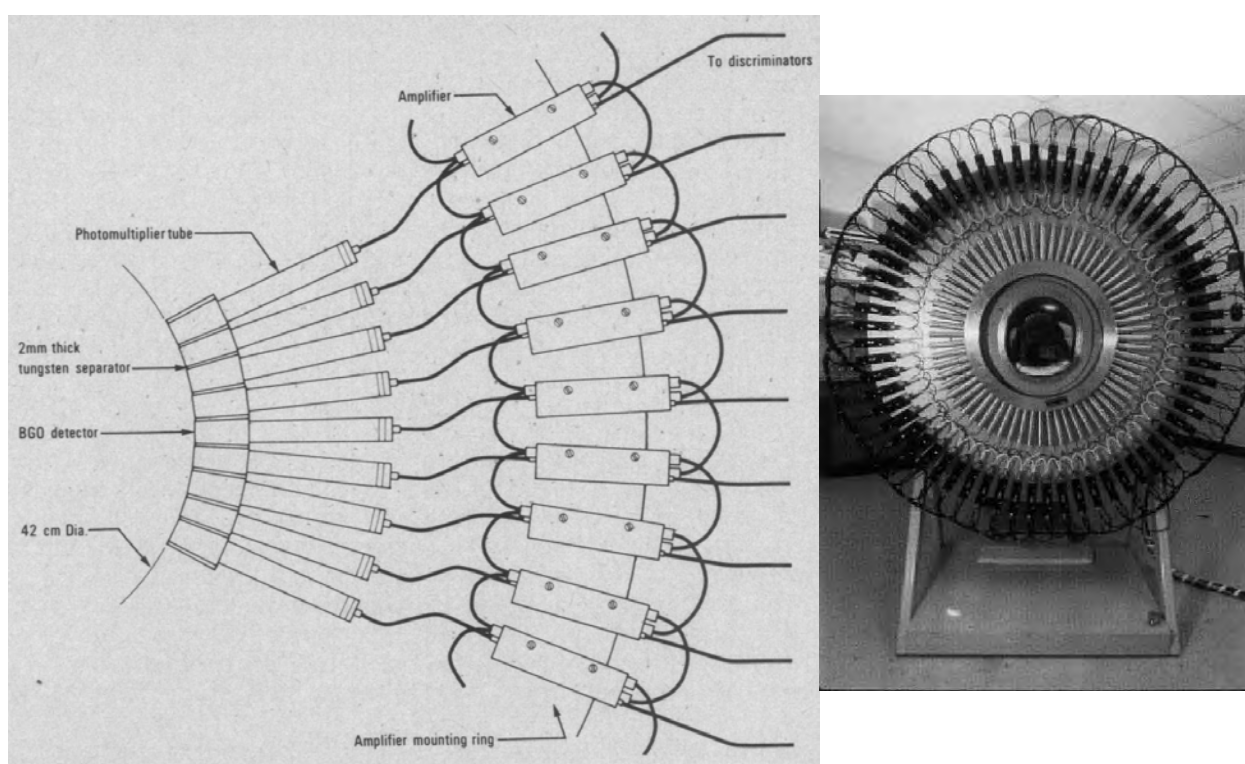 To discriminators
Amplifier
Photomultiplier tube
2mm thick
tungsten separator
BGO detector
42 cm Dia.
Amplifier mounting ring